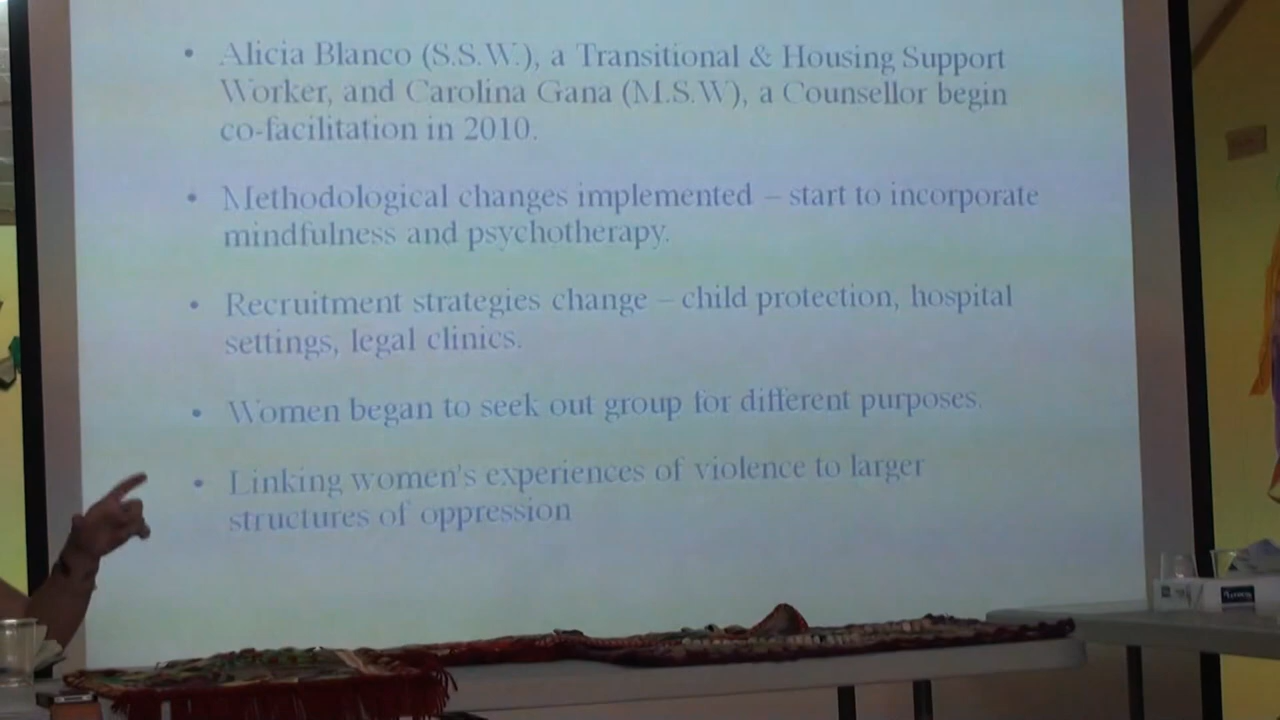 • Alicia Blanco (S.S.W.), a Transitional & Housing Support
Worker, and Carolina Gana (M.S.W), a Counsellor begin
co-facilitation in 2010.
• Methodological changes implemented – start to incorporate
mindfulness and psychotherapy.
• Recruitment strategies change – child protection, hospital
settings, legal clinics.
• Women began to seek out group for different purposes.
• Linking women's experiences of violence to larger
structures of oppression